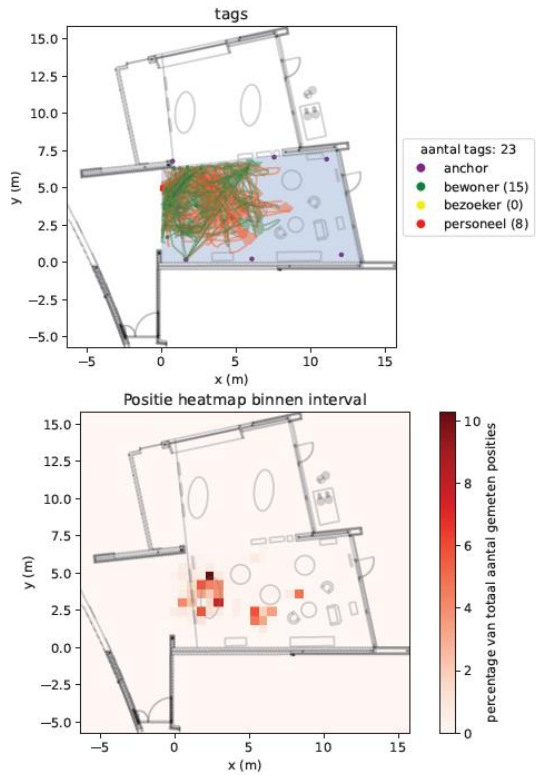 tags
15.0
12.5
10.0
7.5
5.0
2.5
0.0
−2.5
−5.0
y (m)
−5 0 5 10 15
x (m)
aantal tags: 23
anchor
bewoner (15)
bezoeker (0)
personeel (8)
Positie heatmap binnen interval
15.0
12.5
10.0
7.5
5.0
2.5
0.0
−2.5
−5.0
y (m)
−5 0 5 10 15
x (m)
10
8
6
4
2
0
percentage van totaal aantal gemeten posities